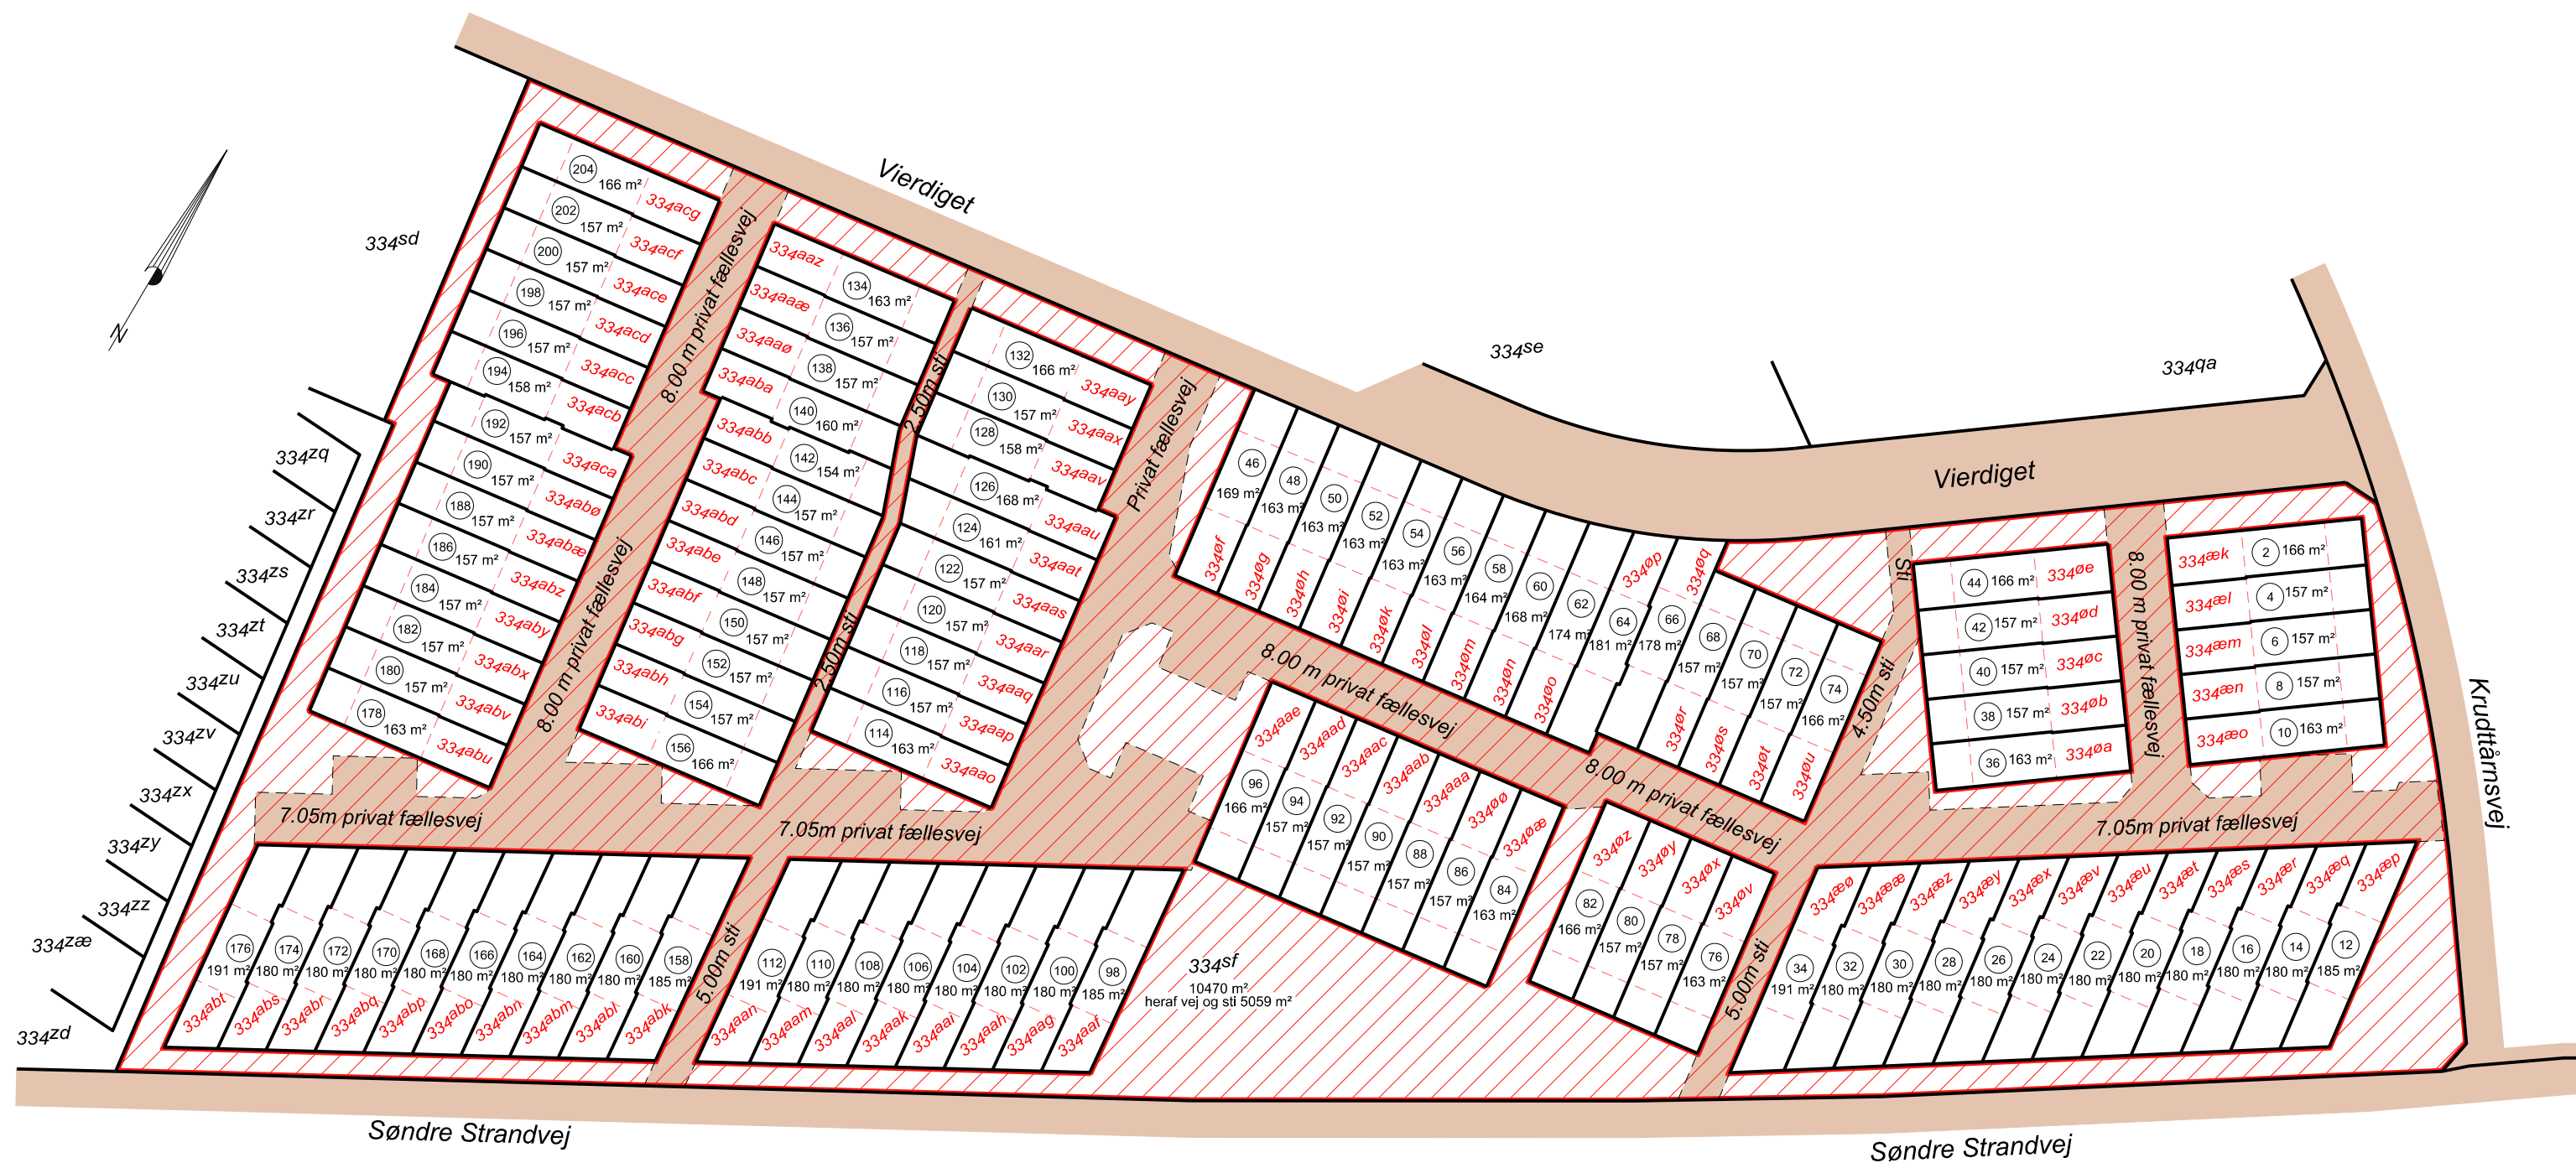 Vierdiget
334sd
N
204
166 m²
334acg
202
157 m²
334acf
200
157 m²
334ace
198
157 m²
334acd
196
157 m²
334acc
194
158 m²
334acb
192
157 m²
334aca
190
157 m²
334abø
188
157 m²
334abæ
186
157 m²
334abz
184
157 m²
334aby
182
157 m²
334abx
180
157 m²
334abv
178
163 m²
334abu
8.00 m privat fællesvej
8.00 m privat fællesvej
334aaz
134
163 m²
334aaæ
136
157 m²
334aaø
138
157 m²
334aba
140
160 m²
334abb
142
154 m²
334abc
144
157 m²
334abd
146
157 m²
334abe
148
157 m²
334abf
150
157 m²
334abg
152
157 m²
334abh
154
157 m²
334abi
156
166 m²
2.50m sti
2.50m sti
132
166 m²
334aay
130
157 m²
334aax
128
158 m²
334aav
126
168 m²
334aau
124
161 m²
334aat
122
157 m²
334aas
120
157 m²
334aar
118
157 m²
334aaq
116
157 m²
334aap
114
163 m²
334aao
Privat fællesvej
334zq
334zr
334zs
334zt
334zu
334zv
334zx
334zy
334zz
334zæ
334zd
334se
334qa
Vierdiget
Krudttårnsvej
46
169 m²
334øf
48
163 m²
334øg
50
163 m²
334øh
52
163 m²
334øi
54
163 m²
334øk
56
163 m²
334øl
58
164 m²
334øm
60
168 m²
334øn
62
174 m²
334øo
64
181 m²
334øp
66
178 m²
334øq
68
157 m²
334ør
70
157 m²
334øs
72
157 m²
334øt
74
166 m²
334øu
8.00 m privat fællesvej
8.00 m privat fællesvej
Sti
4.50m sti
44
166 m²
334øe
42
157 m²
334ød
40
157 m²
334øc
38
157 m²
334øb
36
163 m²
334øa
8.00 m privat fællesvej
334æk
2
166 m²
334æl
4
157 m²
334æm
6
157 m²
334æn
8
157 m²
334æo
10
163 m²
7.05m privat fællesvej
7.05m privat fællesvej
7.05m privat fællesvej
334aae
96
166 m²
334aad
94
157 m²
334aac
92
157 m²
334aab
90
157 m²
334aaa
88
157 m²
334øø
86
157 m²
334øæ
84
163 m²
334øz
82
166 m²
334øy
80
157 m²
334øx
78
157 m²
334øv
76
163 m²
176
191 m²
334abt
174
180 m²
334abs
172
180 m²
334abr
170
180 m²
334abq
168
180 m²
334abp
166
180 m²
334abo
164
180 m²
334abn
162
180 m²
334abm
160
180 m²
334abl
158
185 m²
334abk
5.00m sti
112
191 m²
334aan
110
180 m²
334aam
108
180 m²
334aal
106
180 m²
334aak
104
180 m²
334aai
102
180 m²
334aah
100
180 m²
334aag
98
185 m²
334aaf
334sf
10470 m²
heraf vej og sti 5059 m²
5.00m sti
334æø
34
191 m²
334ææ
32
180 m²
334æz
30
180 m²
334æy
28
180 m²
334æx
26
180 m²
334æv
24
180 m²
334æu
22
180 m²
334æt
20
180 m²
334æs
18
180 m²
334ær
16
180 m²
334æq
14
180 m²
334æp
12
185 m²
Søndre Strandvej
Søndre Strandvej